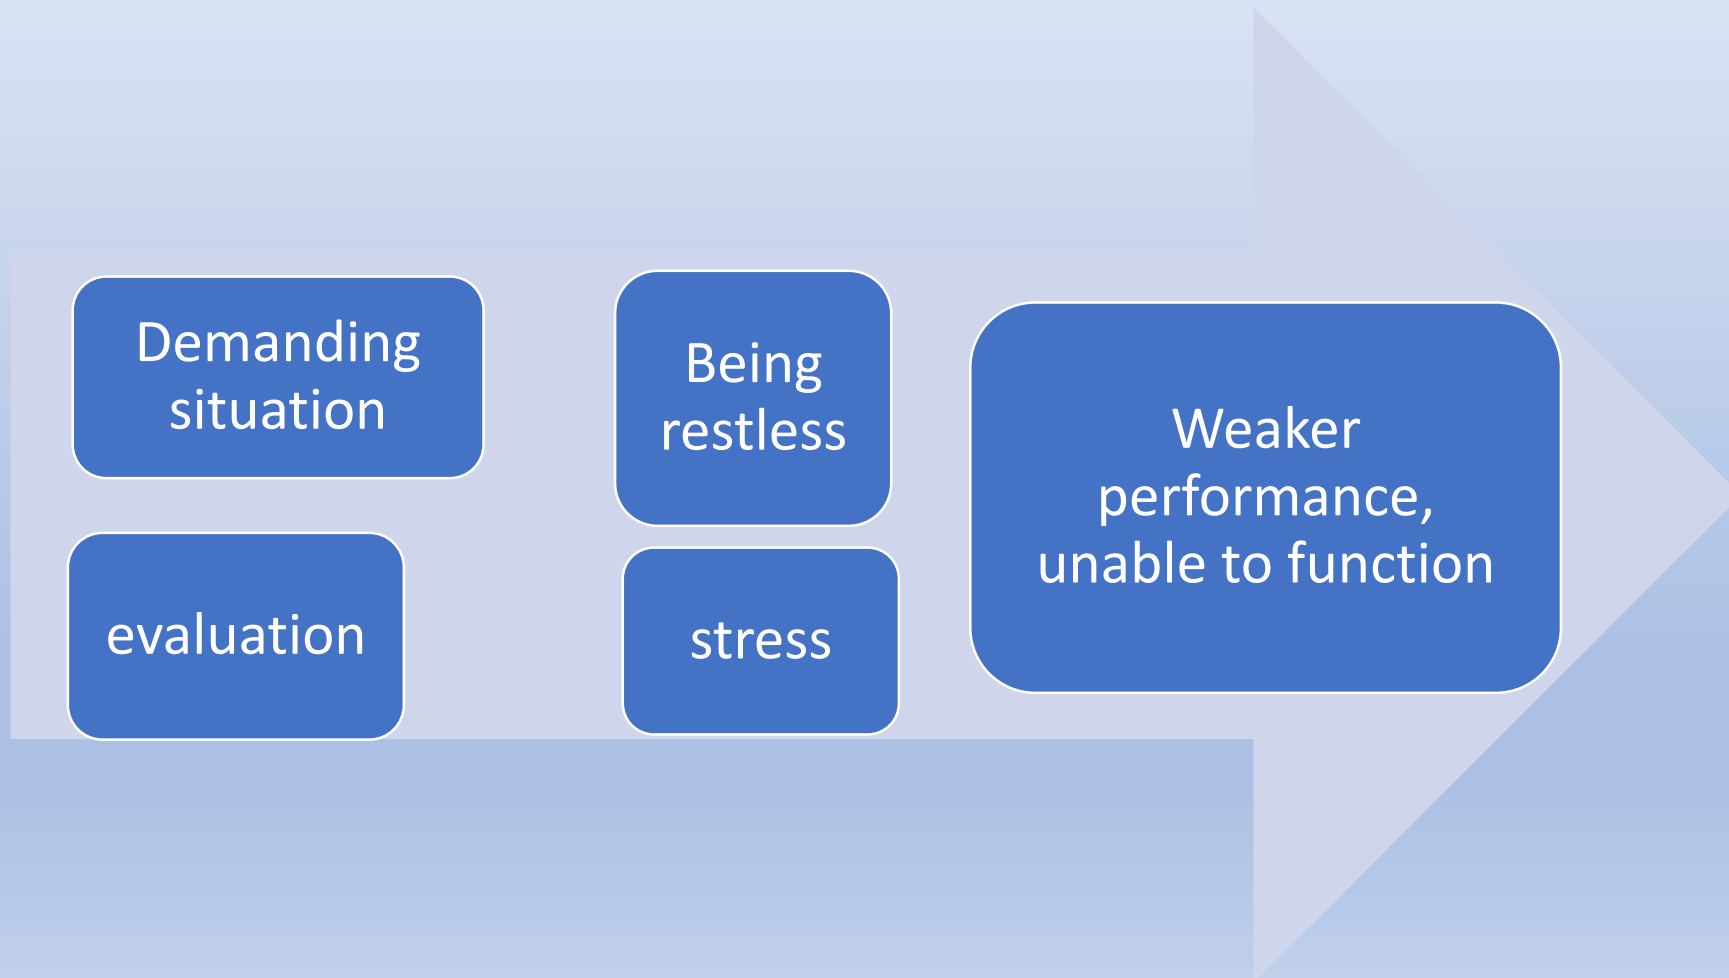 Demanding
situation
evaluation
Being
restless
stress
Weaker
performance,
unable to function